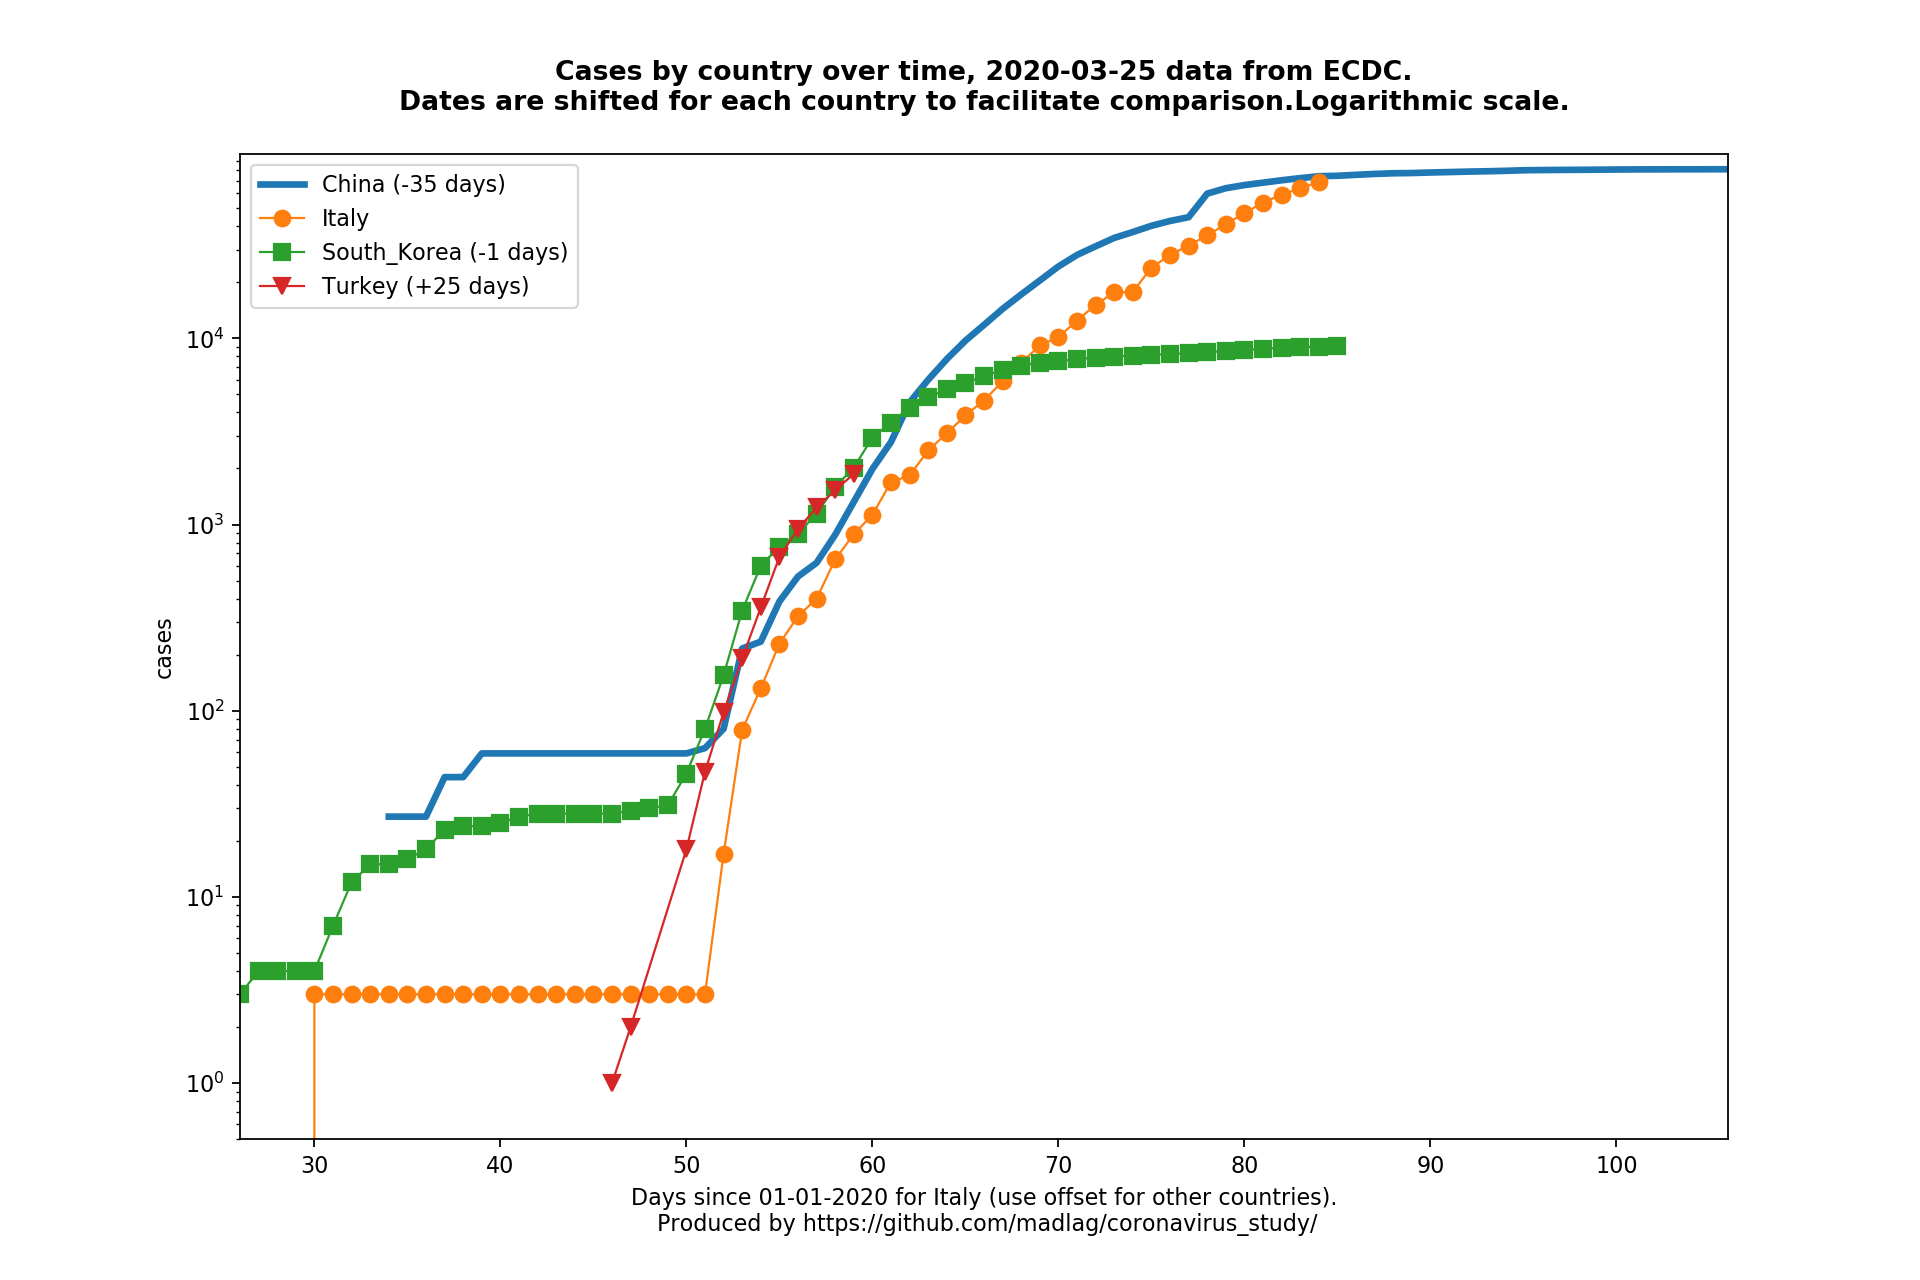 Cases by country over time, 2020-03-25 data from ECDC.
Dates are shifted for each country to facilitate comparison.Logarithmic scale.
China (-35 days)
Italy
South_Korea (-1 days)
Turkey (+25 days)
10⁴
10³
10²
10¹
10⁰
cases
30 40 50 60 70 80 90 100
Days since 01-01-2020 for Italy (use offset for other countries).
Produced by https://github.com/madlag/coronavirus_study/